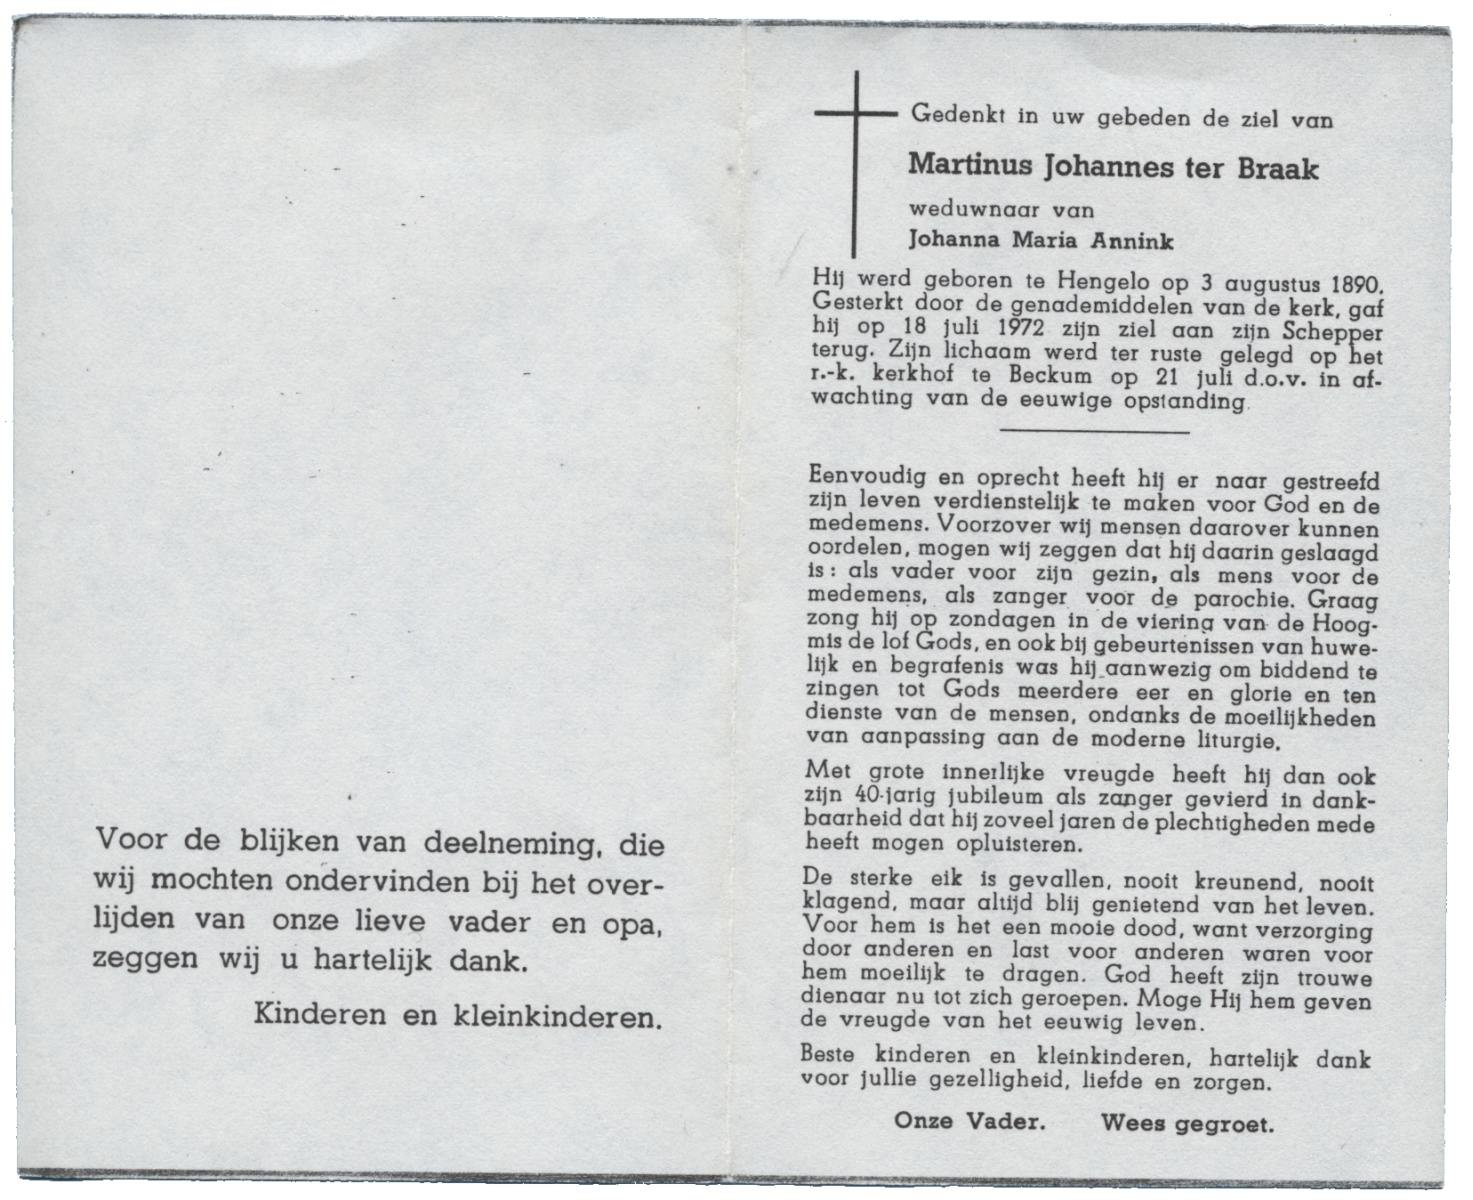 Voor de blijken van deelneming, die
wij mochten ondervinden bij het over-
lijden van onze lieve vader en opa,
zeggen wij u hartelijk dank.
Kinderen en kleinkinderen.
Gedenkt in uw gebeden de ziel van
Martinus Johannes ter Braak
weduwnaar van
Johanna Maria Annink
Hij werd geboren te Hengelo op 3 augustus 1890.
Gesterkt door de genademiddelen van de kerk, gaf
hij op 18 juli 1972 zijn ziel aan zijn Schepper
terug. Zijn lichaam werd ter ruste gelegd op het
r.-k. kerkhof te Beckum op 21 juli d.o.v. in af-
wachting van de eeuwige opstanding.
Eenvoudig en oprecht heeft hij er naar gestreefd
zijn leven verdienstelijk te maken voor God en de
medemens. Voorzover wij mensen daarover kunnen
oordelen, mogen wij zeggen dat hij daarin geslaagd
is: als vader voor zijn gezin, als mens voor de
medemens, als zanger voor de parochie. Graag
zong hij op zondagen in de viering van de Hoog-
mis de lof Gods, en ook bij gebeurtenissen van huwe-
lijk en begrafenis was hij aanwezig om biddend te
zingen tot Gods meerdere eer en glorie en ten
dienste van de mensen, ondanks de moeilijkheden
van aanpassing aan de moderne liturgie.
Met grote innerlijke vreugde heeft hij dan ook
zijn 40-jarig jubileum als zanger gevierd in dank-
baarheid dat hij zoveel jaren de plechtigheden mede
heeft mogen opluisteren.
De sterke eik is gevallen, nooit kreunend, nooit
klagend, maar altijd blij genietend van het leven.
Voor hem is het een mooie dood, want verzorging
door anderen en last voor anderen waren voor
hem moeilijk te dragen. God heeft zijn trouwe
dienaar nu tot zich geroepen. Moge Hij hem geven
de vreugde van het eeuwig leven.
Beste kinderen en kleinkinderen, hartelijk dank
voor jullie gezelligheid, liefde en zorgen.
Onze Vader. Wees gegroet.